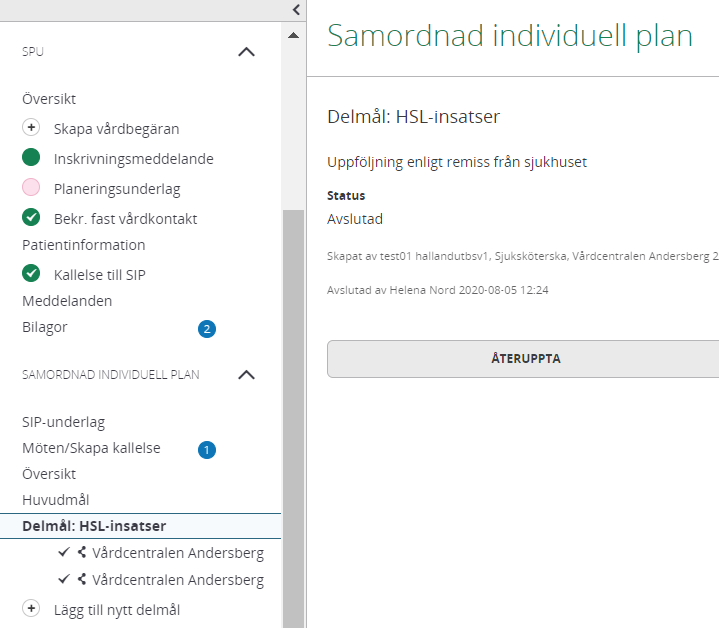 SPU
Översikt
Skapa vårdbegäran
Inskrivningsmeddelande
Planeringsunderlag
Bekr. fast vårdkontakt
Patientinformation
Kallelse till SIP
Meddelanden
Bilagor 2
SAMORDNAD INDIVIDUELL PLAN
SIP-underlag
Möten/Skapa kallelse 1
Översikt
Huvudmål
Delmål: HSL-insatser
Vårdcentralen Andersberg
Vårdcentralen Andersberg
Lägg till nytt delmål
Samordnad individuell plan
Delmål: HSL-insatser
Uppföljning enligt remiss från sjukhuset
Status
Avslutad
Skapat av test01 hallandutbsv1, Sjuksköterska, Vårdcentralen Andersberg 2
Avslutad av Helena Nord 2020-08-05 12:24
ÅTERUPPTA